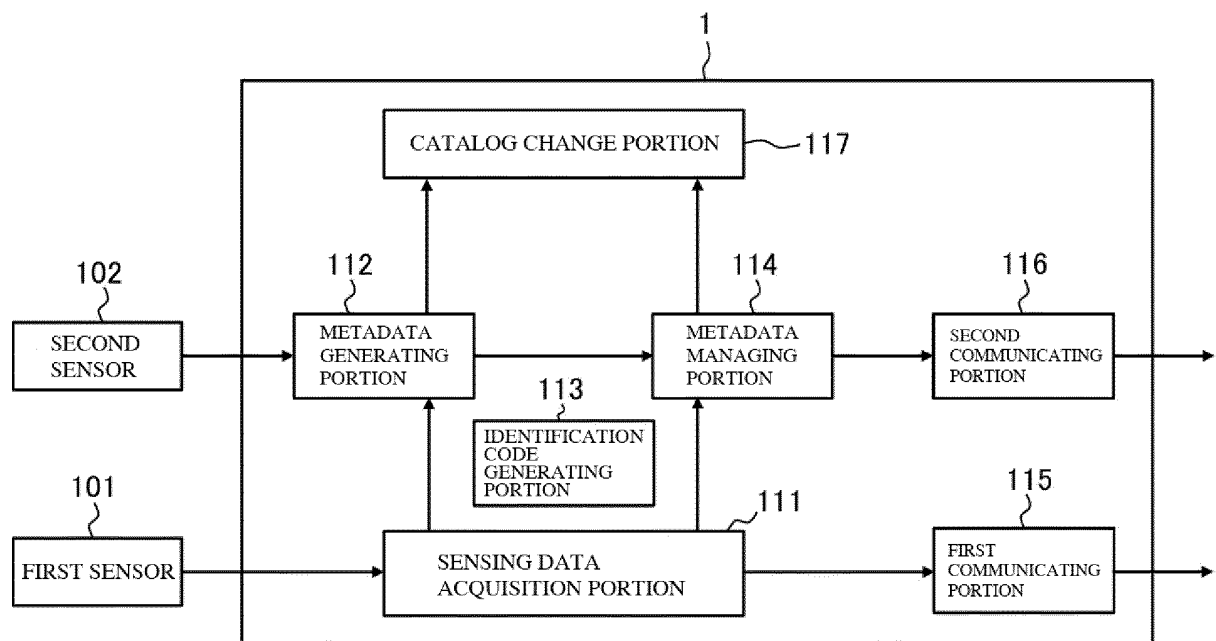 1
CATALOG CHANGE PORTION
117
102
112
114
116
SECOND
SENSOR
METADATA
GENERATING
PORTION
METADATA
MANAGING
PORTION
SECOND
COMMUNICATING
PORTION
113
IDENTIFICATION
CODE
GENERATING
PORTION
101
111
115
FIRST SENSOR
SENSING DATA
ACQUISITION PORTION
FIRST
COMMUNICATING
PORTION